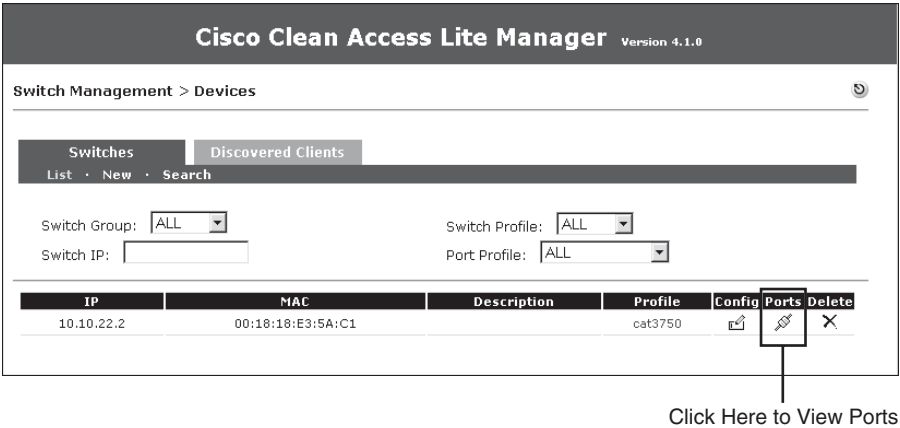 Cisco Clean Access Lite Manager Version 4.1.0
Switch Management > Devices
Switches Discovered Clients
List · New · Search
Switch Group: ALL Switch Profile: ALL
Switch IP: Port Profile: ALL
IP MAC Description Profile Config Ports Delete
10.10.22.2 00:18:18:E3:5A:C1 cat3750
Click Here to View Ports